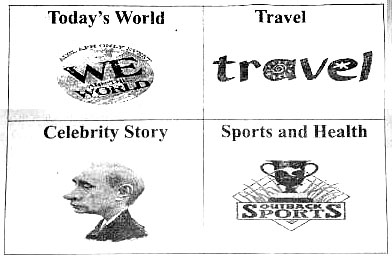 Today's World
Travel
WE
WORLD
travel
Celebrity Story
Sports and Health
OUTBACK
SPORTS